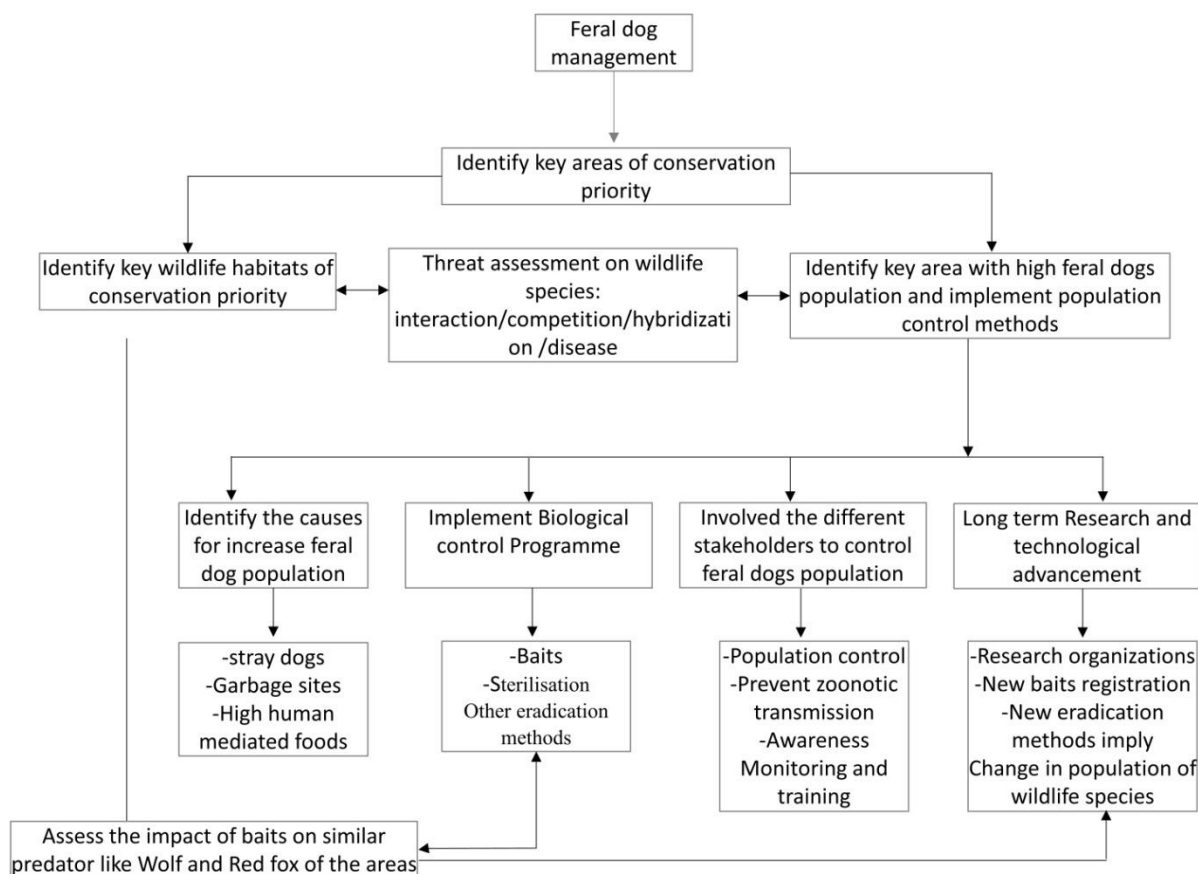 Feral dog
management
Identify key areas of conservation
priority
Identify key wildlife habitats of
conservation priority
Threat assessment on wildlife
species:
interaction/competition/hybridizati
on /disease
Identify key area with high feral dogs
population and implement population
control methods
Identify the causes
for increase feral
dog population
Implement Biological
control Programme
Involved the different
stakeholders to control
feral dogs population
Long term Research and
technological
advancement
-stray dogs
-Garbage sites
-High human
mediated foods
-Baits
-Sterilisation
Other eradication
methods
-Population control
-Prevent zoonotic
transmission
-Awareness
Monitoring and
training
-Research organizations
-New baits registration
-New eradication
methods imply
Change in population of
wildlife species
Assess the impact of baits on similar
predator like Wolf and Red fox of the areas